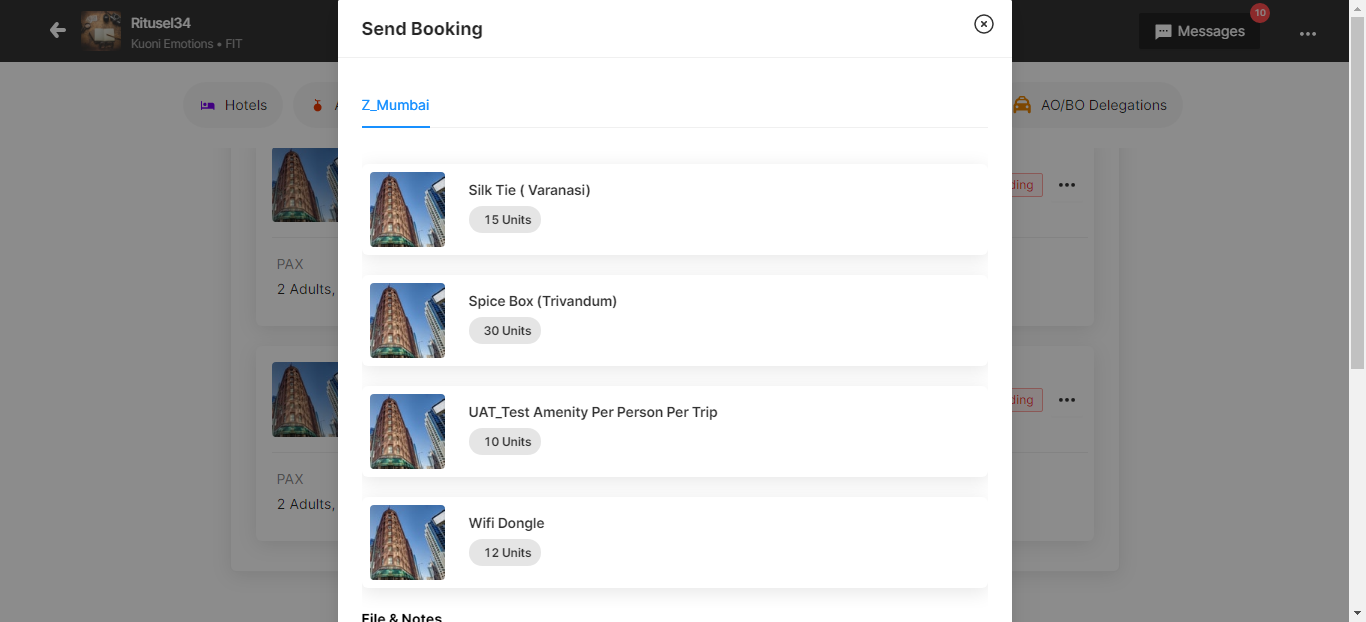 Ritusel34
Kuoni Emotions • FIT
Send Booking
10
Messages
Hotels
Z_Mumbai
AO/BO Delegations
Silk Tie ( Varanasi)
15 Units
Spice Box (Trivandum)
30 Units
UAT_Test Amenity Per Person Per Trip
10 Units
Wifi Dongle
12 Units
File & Notes
PAX
2 Adults,
PAX
2 Adults,